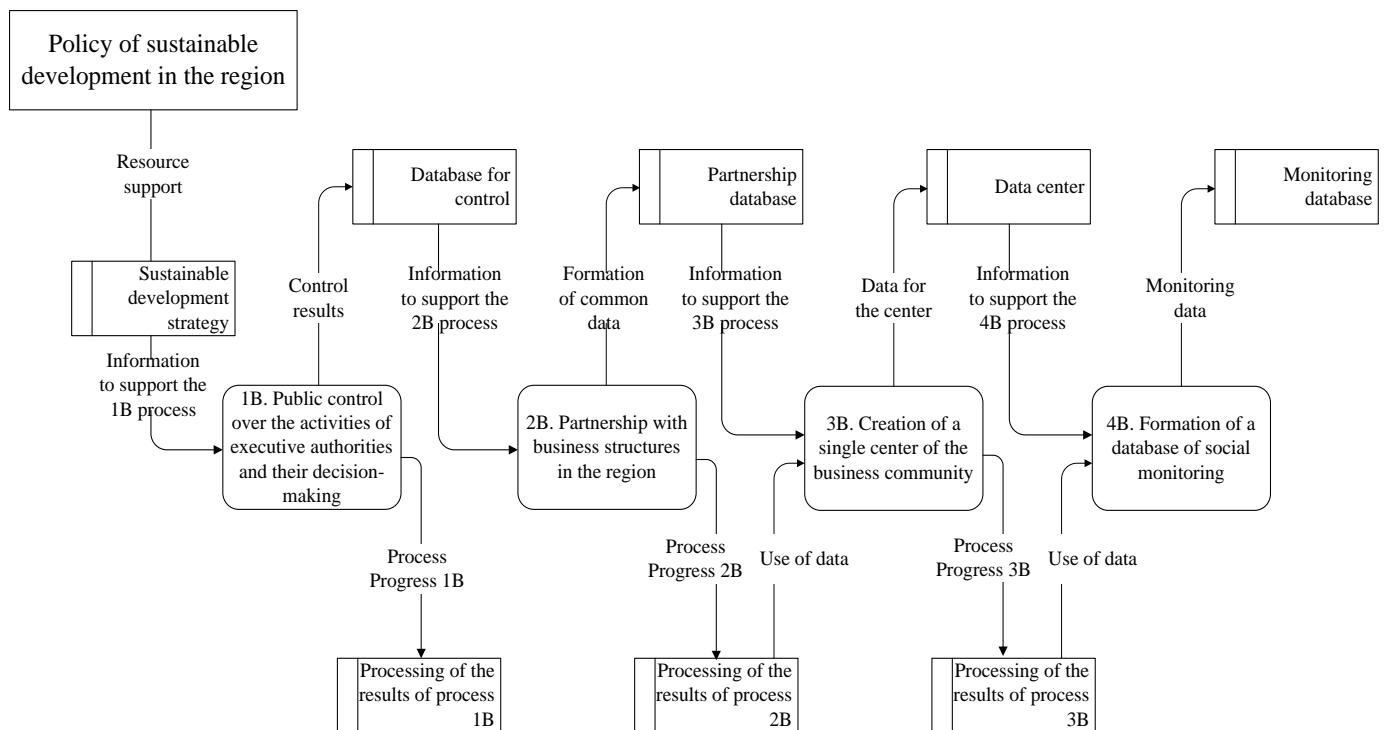 Policy of sustainable
development in the region
Resource
support
Sustainable
development
strategy
Information
to support the
1B process
1B. Public control
over the activities of
executive authorities
and their decision-
making
Control
results
Database for
control
Information
to support the
2B process
2B. Partnership with
business structures
in the region
Formation
of common
data
Partnership
database
Information
to support the
3B process
3B. Creation of a
single center of the
business community
Data for
the center
Data center
Information
to support the
4B process
4B. Formation of a
database of social
monitoring
Monitoring
data
Monitoring
database
Process
Progress 1B
Processing of the
results of process
1B
Process
Progress 2B
Processing of the
results of process
2B
Use of data
Process
Progress 3B
Processing of the
results of process
3B
Use of data